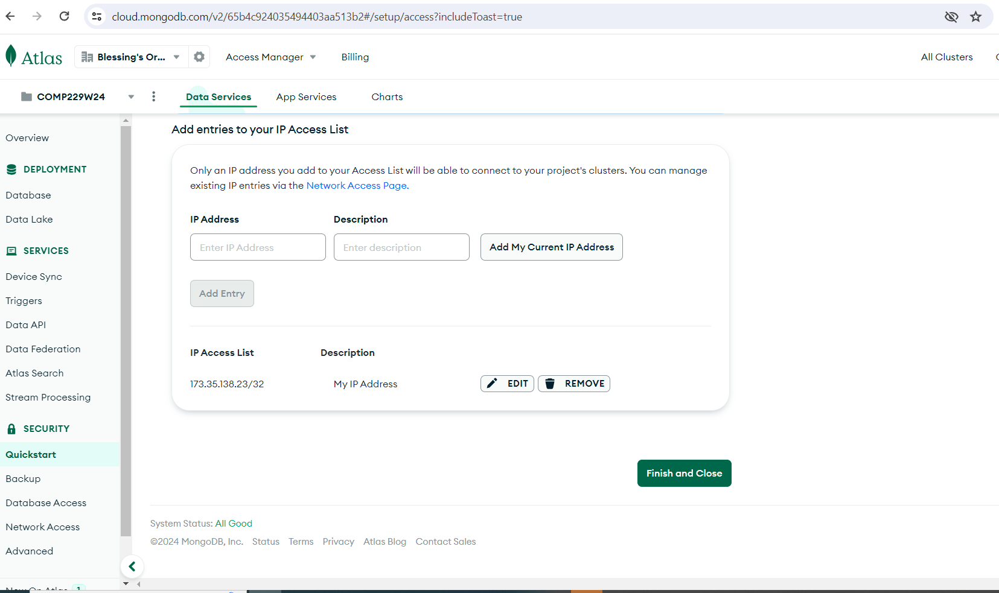 cloud.mongodb.com/v2/65b4c924035494403aa513b2#/setup/access?includeToast=true
Atlas
Blessing's Or...
Access Manager
Billing
All Clusters
COMP229W24
Data Services
App Services
Charts
Overview
DEPLOYMENT
Database
Data Lake
SERVICES
Device Sync
Triggers
Data API
Data Federation
Atlas Search
Stream Processing
SECURITY
Quickstart
Backup
Database Access
Network Access
Advanced
New On Atlas 1
Add entries to your IP Access List
Only an IP address you add to your Access List will be able to connect to your project's clusters. You can manage
existing IP entries via the Network Access Page.
IP Address
Description
Enter IP Address
Enter description
Add My Current IP Address
Add Entry
IP Access List
Description
173.35.138.23/32
My IP Address
EDIT
REMOVE
Finish and Close
System Status: All Good
©2024 MongoDB, Inc. Status Terms Privacy Atlas Blog Contact Sales